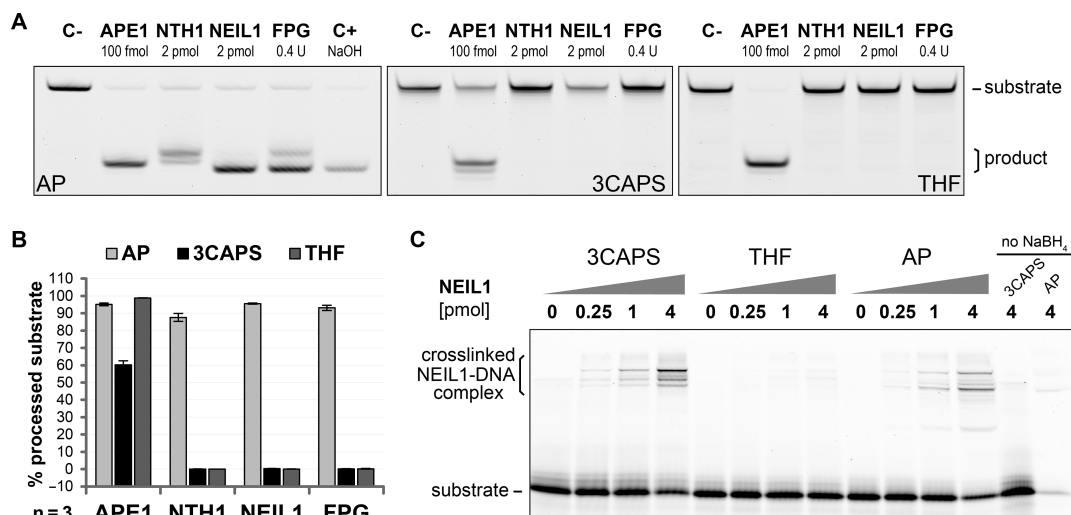 A
C- APE1 NTH1 NEIL1 FPG C+
100 fmol 2 pmol 2 pmol 0.4 U NaOH
AP
C- APE1 NTH1 NEIL1 FPG
100 fmol 2 pmol 2 pmol 0.4 U
3CAPS
C- APE1 NTH1 NEIL1 FPG
100 fmol 2 pmol 2 pmol 0.4 U
THF
– substrate
product
B
AP 3CAPS THF
% processed substrate
110
100
90
80
70
60
50
40
30
20
10
0
–10
n = 3 APE1 NTH1 NEIL1 FPG
C
no NaBH₄
3CAPS THF AP 3CAPS AP
NEIL1
[pmol] 0 0.25 1 4 0 0.25 1 4 0 0.25 1 4 4 4
crosslinked
NEIL1-DNA
complex
substrate –